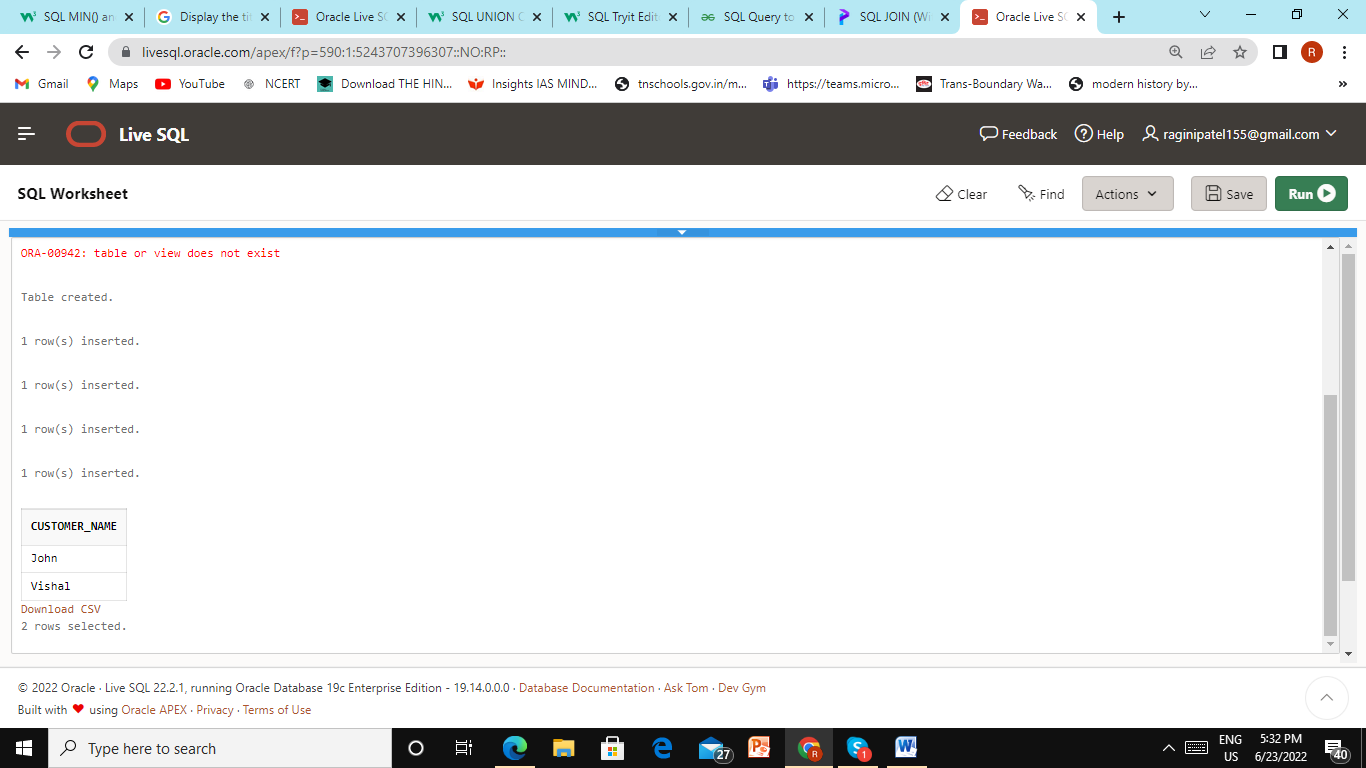 SQL MIN() an
Display the ti
Oracle Live S
SQL UNION C
SQL Tryit Edit
SQL Query to
SQL JOIN (Wi
Oracle Live S
livesql.oracle.com/apex/f?p=590:1:5243707396307::NO:RP::
R
Gmail
Maps
YouTube
NCERT
Download THE HIN...
Insights IAS MIND...
tnschools.gov.in/m...
https://teams.micro...
Trans-Boundary Wa...
modern history by...
»
Live SQL
Feedback
Help
raginipatel155@gmail.com
SQL Worksheet
Clear
Find
Actions
Save
Run
ORA-00942: table or view does not exist
Table created.
1 row(s) inserted.
1 row(s) inserted.
1 row(s) inserted.
1 row(s) inserted.
CUSTOMER_NAME
John
Vishal
Download CSV
2 rows selected.
© 2022 Oracle · Live SQL 22.2.1, running Oracle Database 19c Enterprise Edition - 19.14.0.0.0 · Database Documentation · Ask Tom · Dev Gym
Built with ❤ using Oracle APEX · Privacy · Terms of Use
Type here to search
27
R
1
ENG
US
5:32 PM
6/23/2022
40